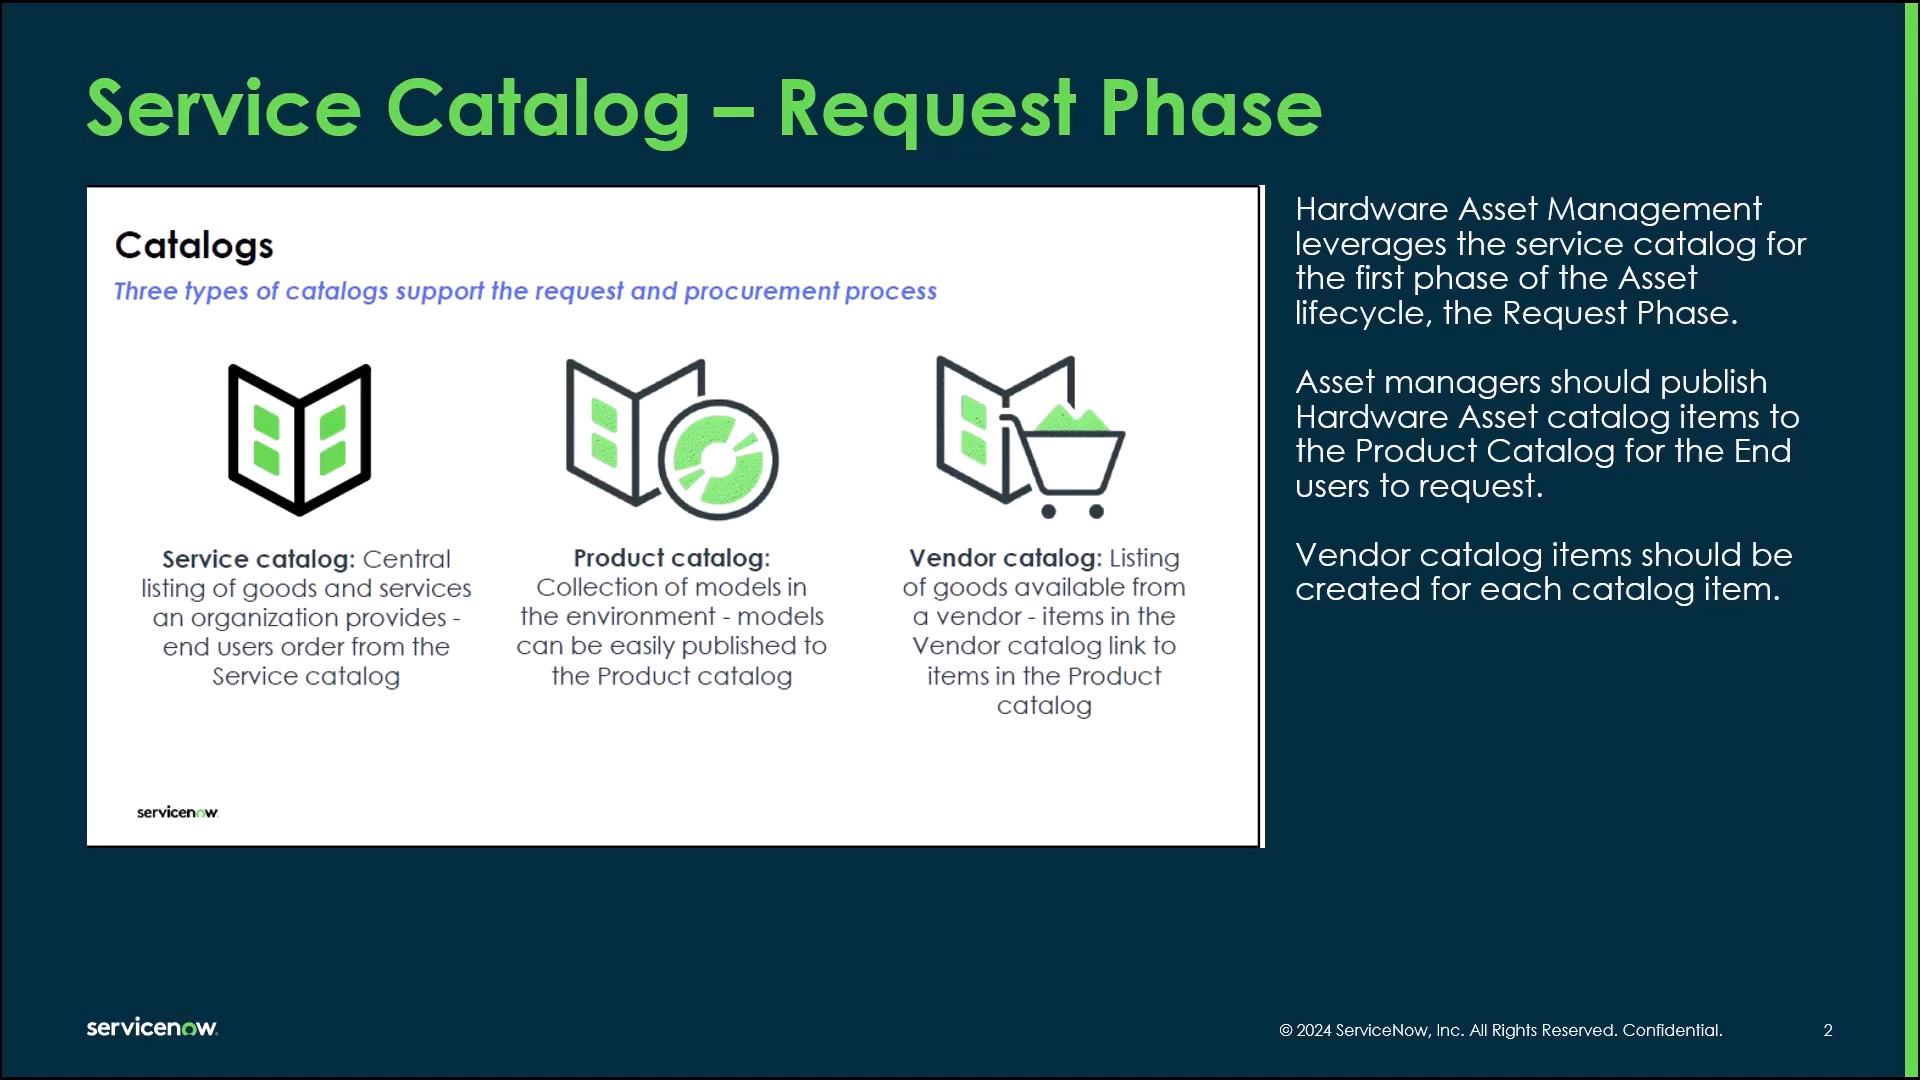 Service Catalog – Request Phase
Catalogs
Three types of catalogs support the request and procurement process
Service catalog: Central
listing of goods and services
an organization provides -
end users order from the
Service catalog
Product catalog:
Collection of models in
the environment - models
can be easily published to
the Product catalog
Vendor catalog: Listing
of goods available from
a vendor - items in the
Vendor catalog link to
items in the Product
catalog
servicenow
Hardware Asset Management
leverages the service catalog for
the first phase of the Asset
lifecycle, the Request Phase.
Asset managers should publish
Hardware Asset catalog items to
the Product Catalog for the End
users to request.
Vendor catalog items should be
created for each catalog item.
servicenow
© 2024 ServiceNow, Inc. All Rights Reserved. Confidential.
2